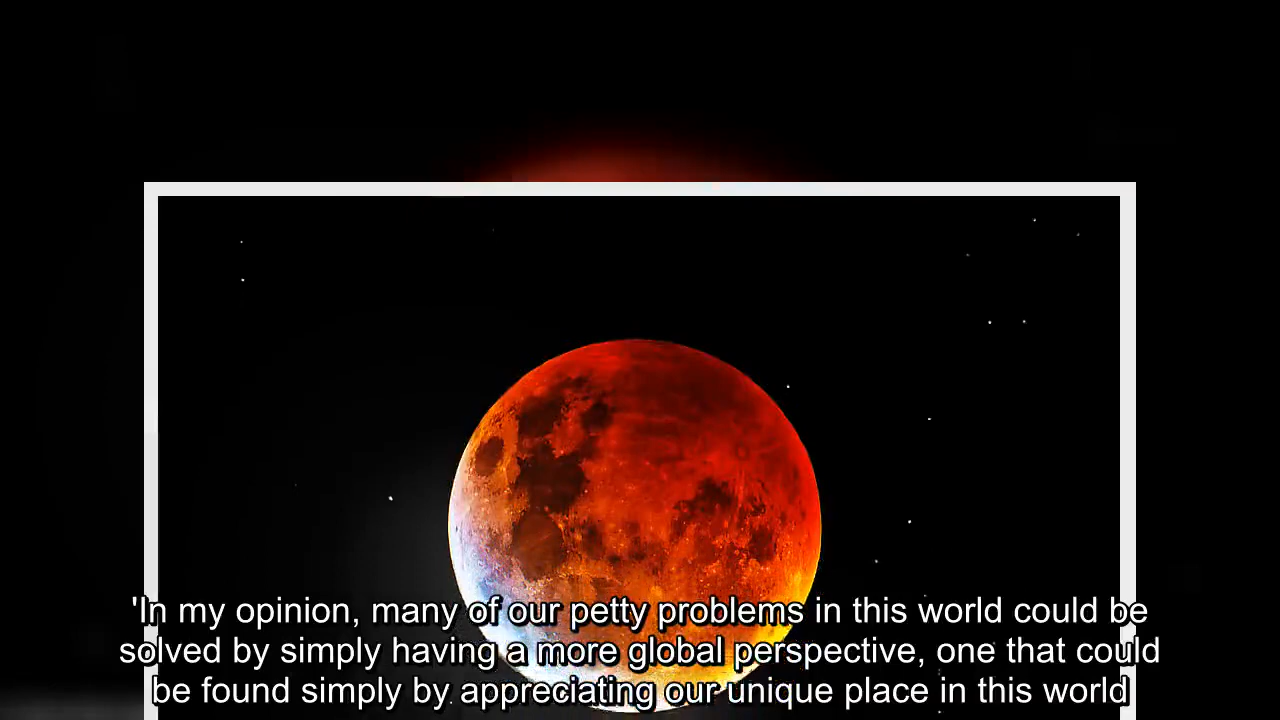 'In my opinion, many of our petty problems in this world could be
solved by simply having a more global perspective, one that could
be found simply by appreciating our unique place in this world